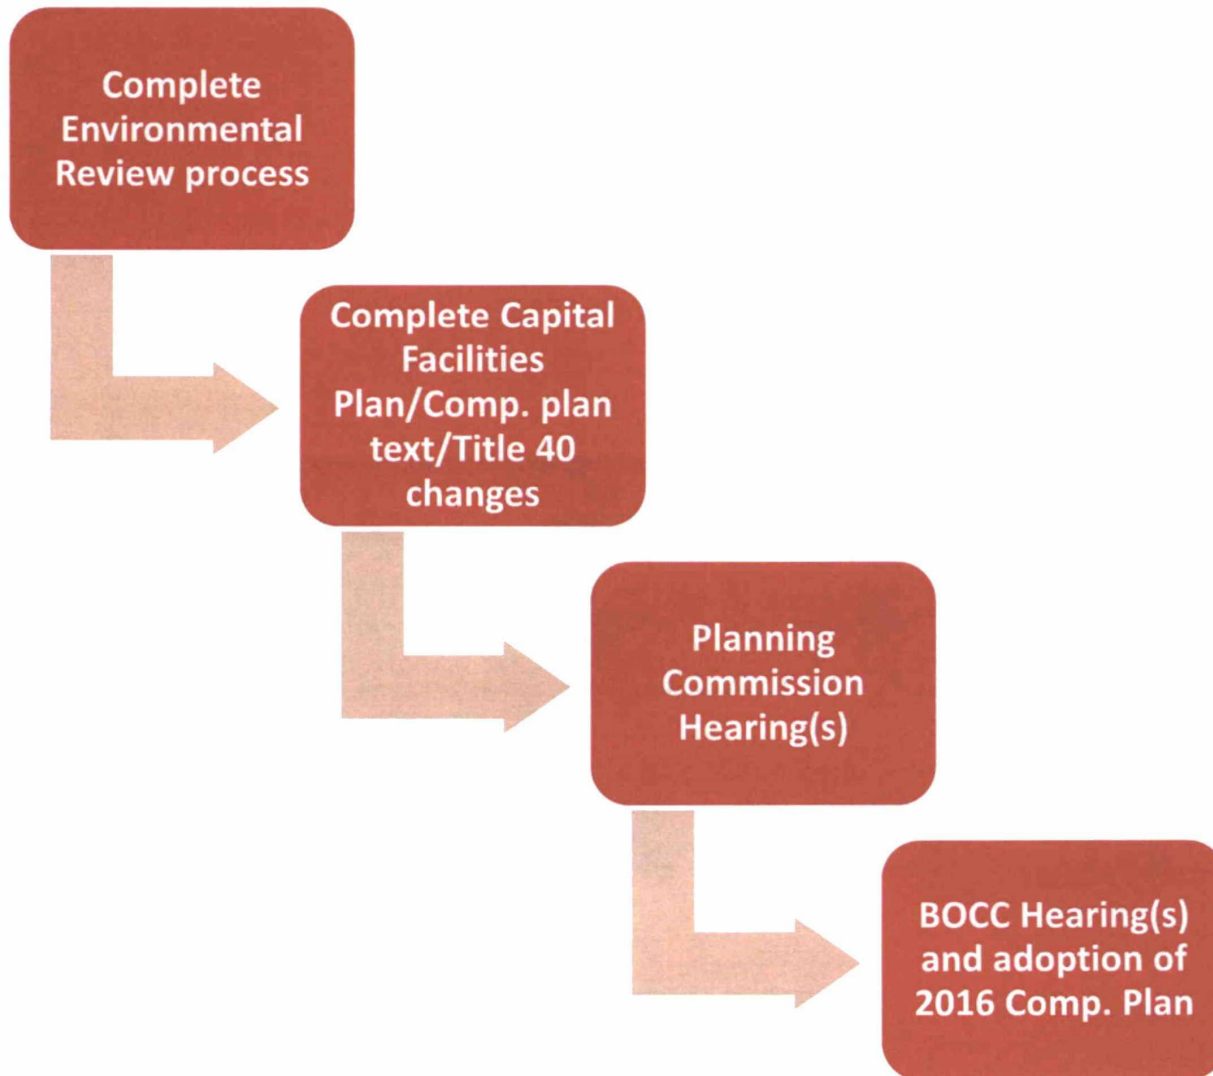 Complete
Environmental
Review process
Complete Capital
Facilities
Plan/Comp. plan
text/Title 40
changes
Planning
Commission
Hearing(s)
BOCC Hearing(s)
and adoption of
2016 Comp. Plan